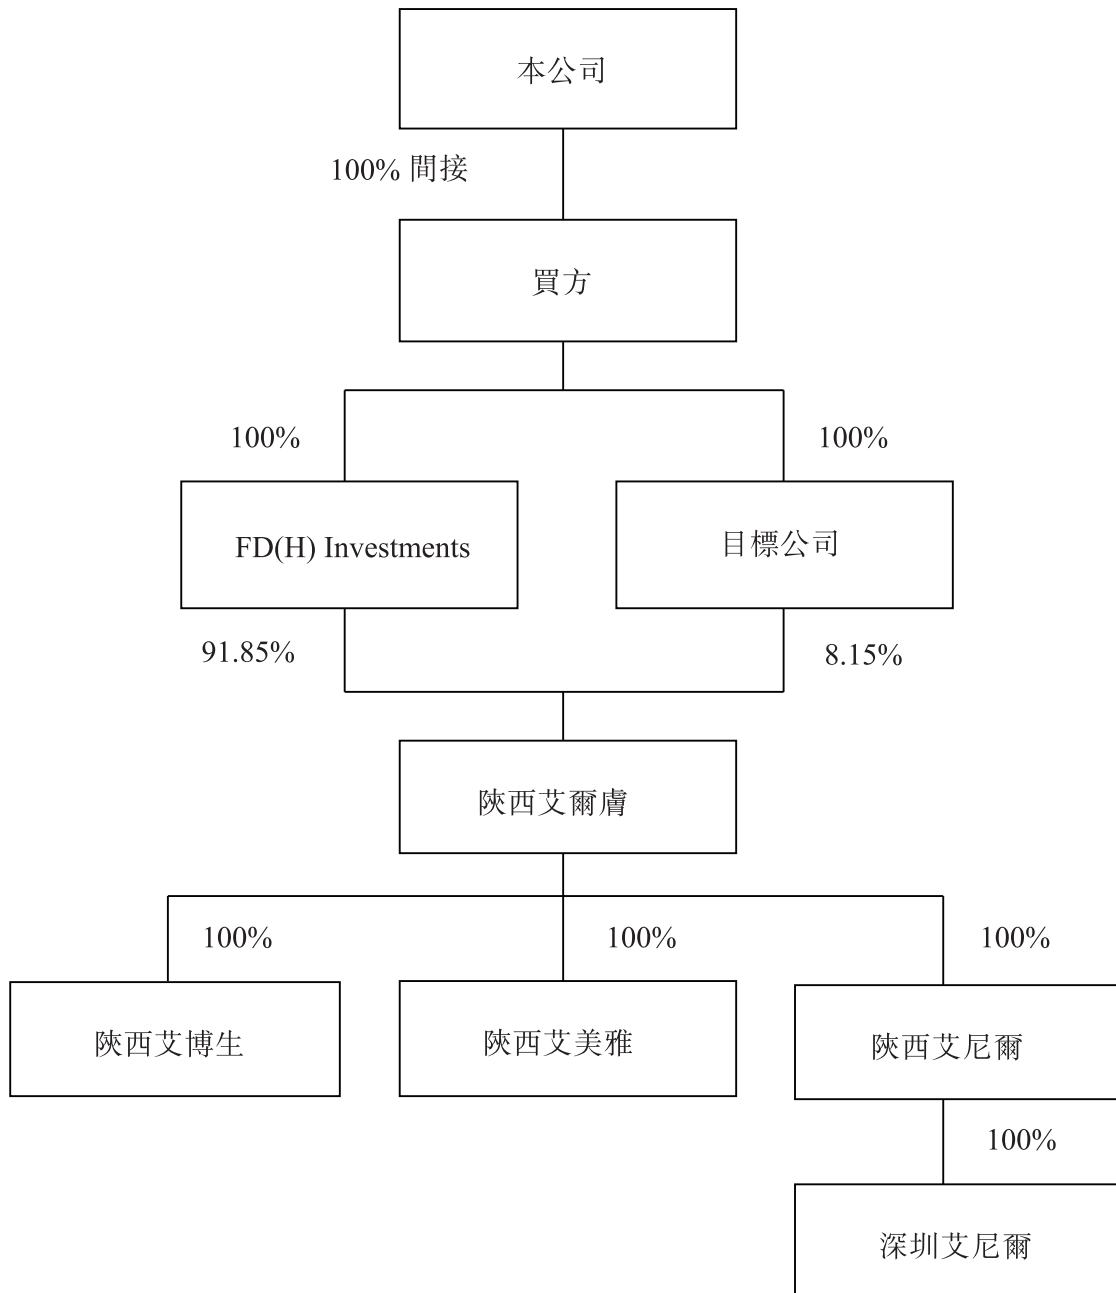 本公司
100% 間接
買方
100%
100%
FD(H) Investments
目標公司
91.85%
8.15%
陝西艾爾膚
100%
100%
100%
陝西艾博生
陝西艾美雅
陝西艾尼爾
100%
深圳艾尼爾